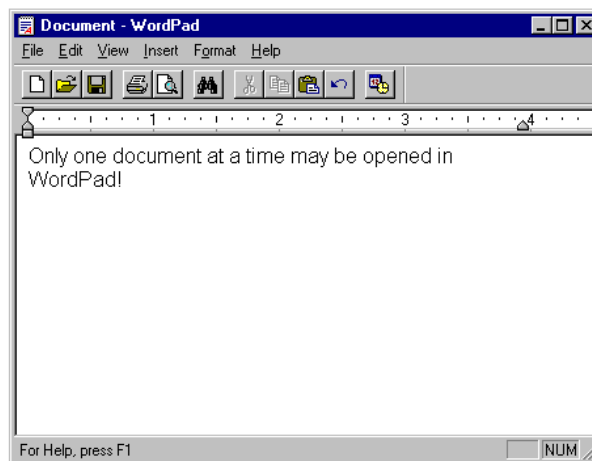 Document - WordPad
File Edit View Insert Format Help
1 2 3 4
Only one document at a time may be opened in
WordPad!
For Help, press F1 NUM